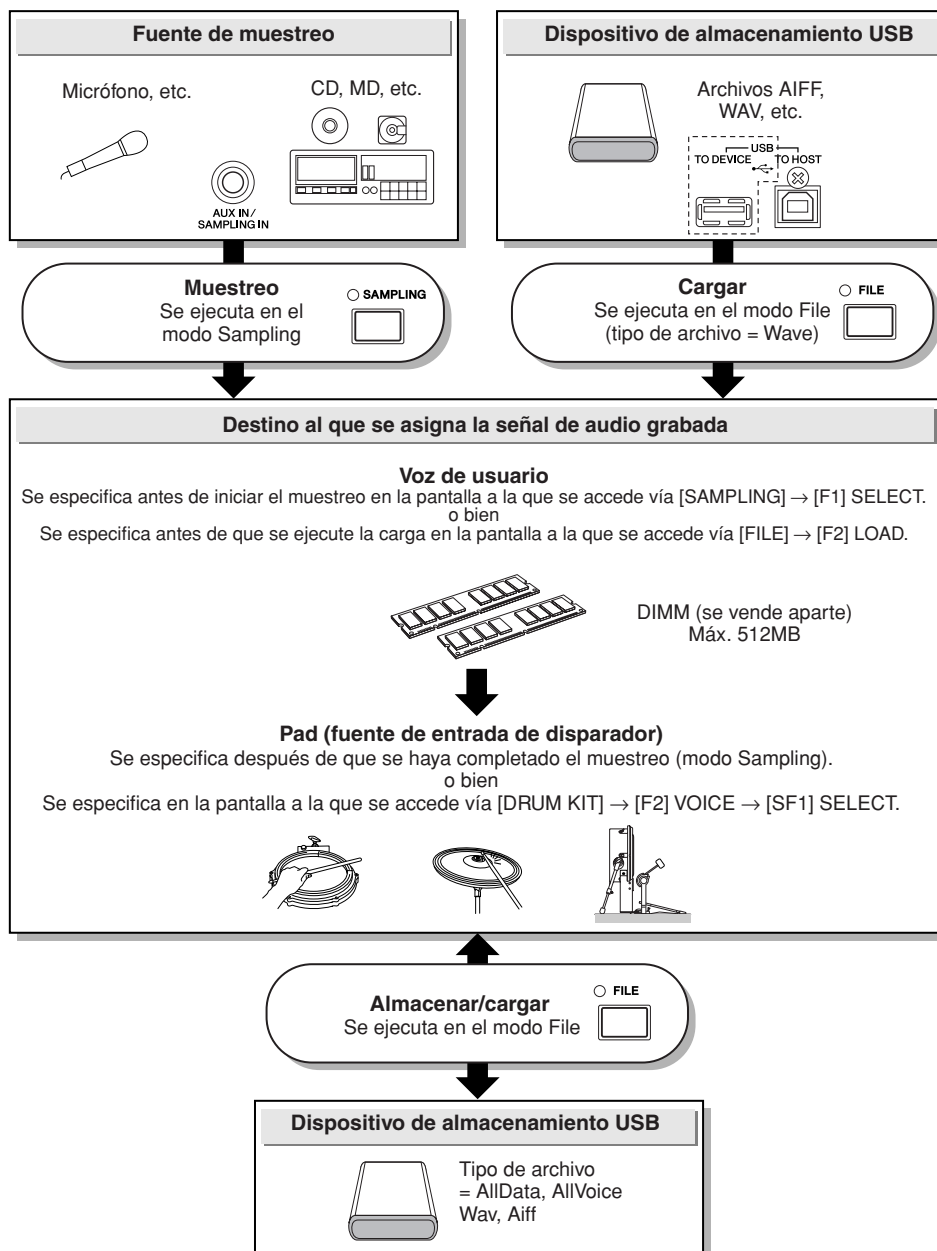 Fuente de muestreo
Micrófono, etc.
CD, MD, etc.
AUX IN/
SAMPLING IN
Dispositivo de almacenamiento USB
Archivos AIFF,
WAV, etc.
USB
TO DEVICE
TO HOST
Muestreo
Se ejecuta en el
modo Sampling
SAMPLING
Cargar
Se ejecuta en el modo File
(tipo de archivo = Wave)
FILE
Destino al que se asigna la señal de audio grabada
Voz de usuario
Se especifica antes de iniciar el muestreo en la pantalla a la que se accede vía [SAMPLING] → [F1] SELECT.
o bien
Se especifica antes de que se ejecute la carga en la pantalla a la que se accede vía [FILE] → [F2] LOAD.
DIMM (se vende aparte)
Máx. 512MB
Pad (fuente de entrada de disparador)
Se especifica después de que se haya completado el muestreo (modo Sampling).
o bien
Se especifica en la pantalla a la que se accede vía [DRUM KIT] → [F2] VOICE → [SF1] SELECT.
Almacenar/cargar
Se ejecuta en el modo File
FILE
Dispositivo de almacenamiento USB
Tipo de archivo
= AllData, AllVoice
Wav, Aiff